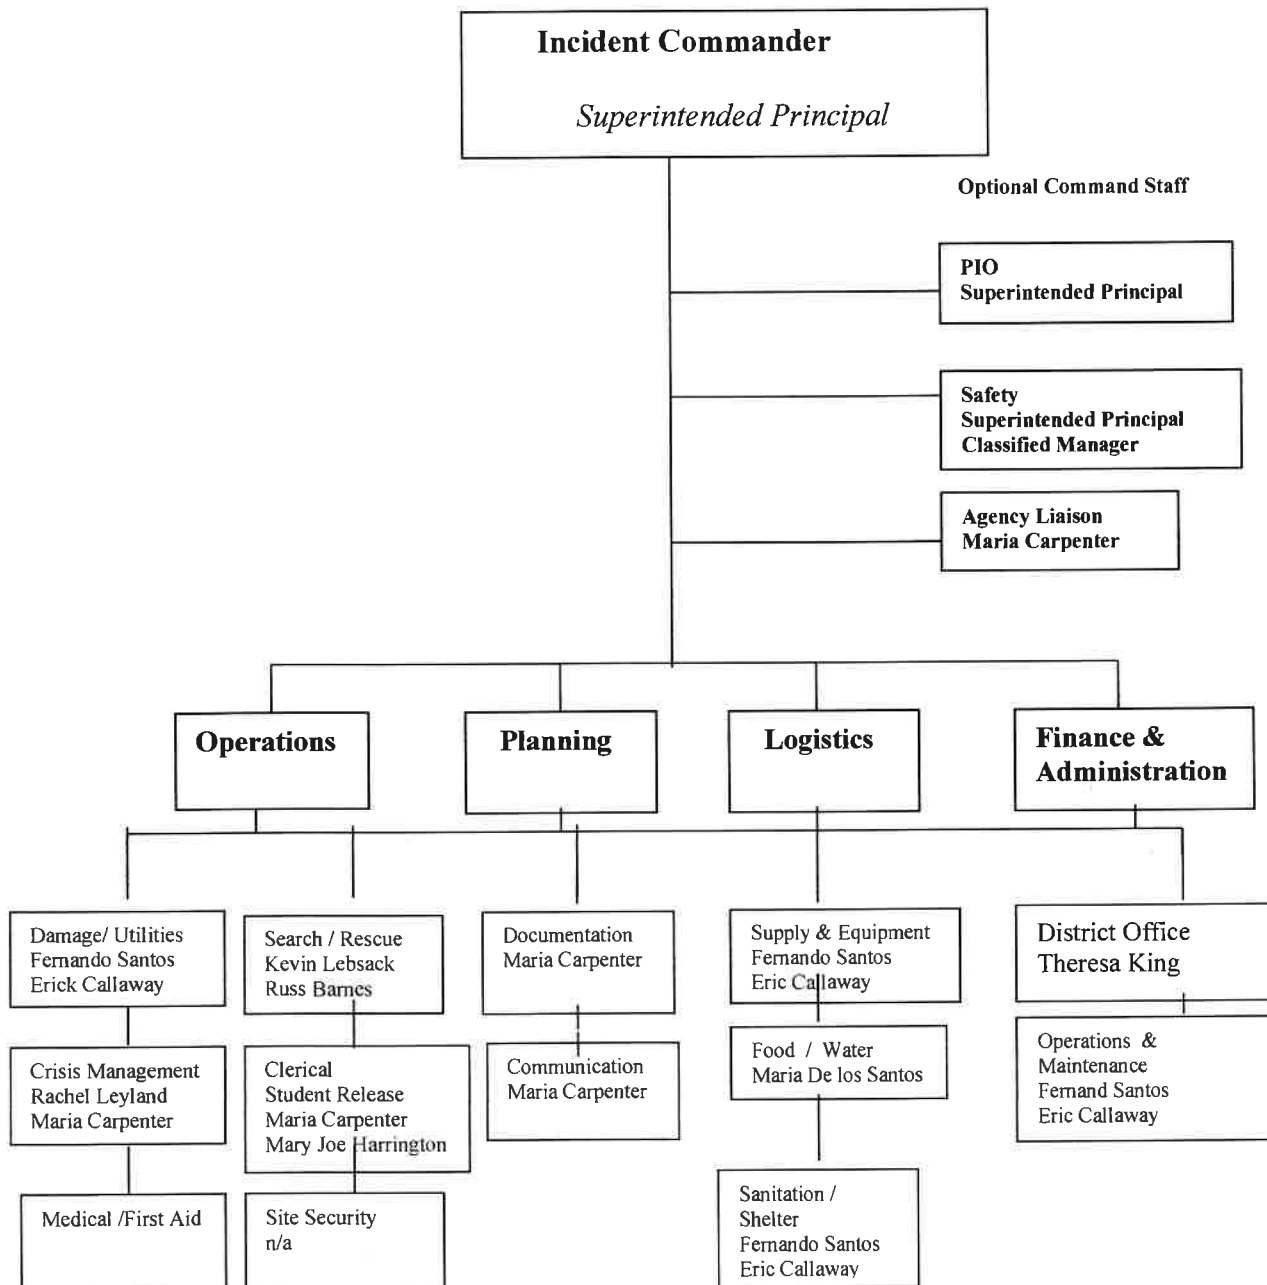 Incident Commander
Superintended Principal
Optional Command Staff
PIO
Superintended Principal
Safety
Superintended Principal
Classified Manager
Agency Liaison
Maria Carpenter
Operations
Planning
Logistics
Finance &
Administration
Damage/ Utilities
Fernando Santos
Erick Callaway
Search / Rescue
Kevin Lebsack
Russ Barnes
Documentation
Maria Carpenter
Supply & Equipment
Fernando Santos
Eric Callaway
District Office
Theresa King
Crisis Management
Rachel Leyland
Maria Carpenter
Clerical
Student Release
Maria Carpenter
Mary Joe Harrington
Communication
Maria Carpenter
Food / Water
Maria De los Santos
Operations &
Maintenance
Fernand Santos
Eric Callaway
Medical /First Aid
Site Security
n/a
Sanitation /
Shelter
Fernando Santos
Eric Callaway